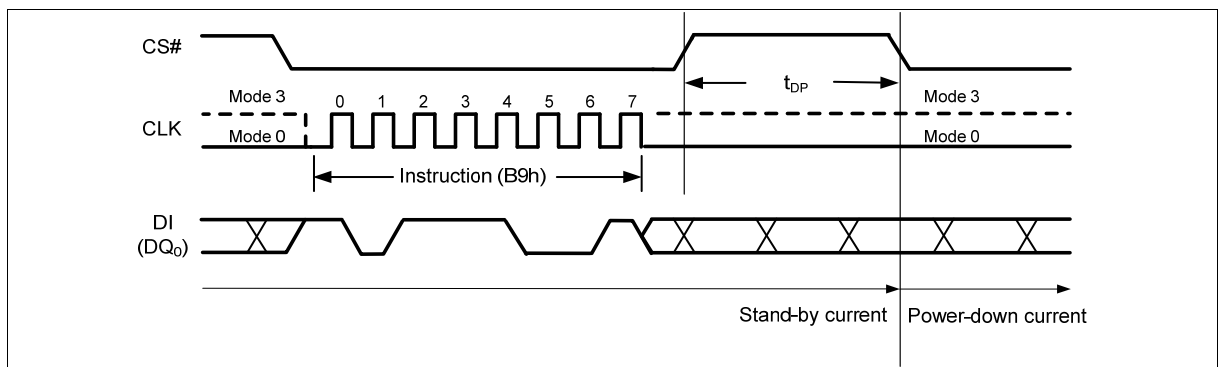 CS#
tDP
Mode 3 0 1 2 3 4 5 6 7 Mode 3
CLK
Mode 0 Mode 0
Instruction (B9h)
DI
(DQ0)
Stand-by current Power-down current